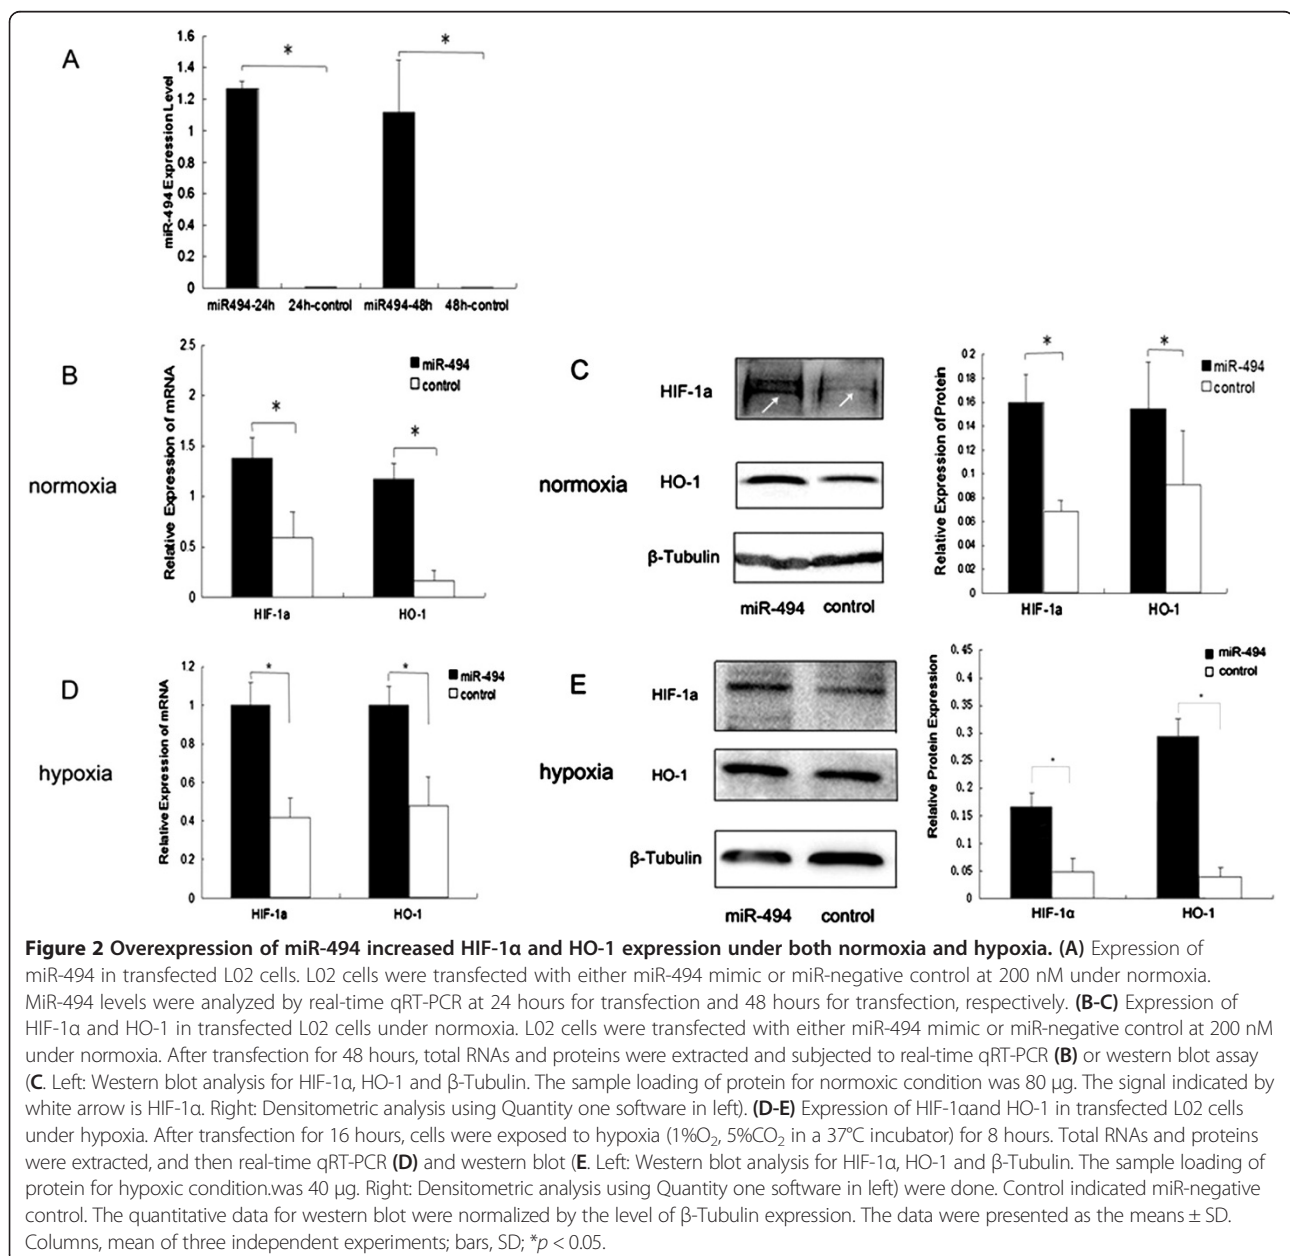 A
miR-494 Expression Level
1.6
1.4
1.2
1
0.8
0.6
0.4
0.2
0
*
*
miR494-24h 24h-control miR494-48h 48h-control
B
normoxia
Relative Expression of mRNA
2.5
2
1.5
1
0.5
0
miR-494
control
*
*
HIF-1a HO-1
C
normoxia
HIF-1a
HO-1
β-Tubulin
miR-494 control
Relative Expression of Protein
0.2
0.18
0.16
0.14
0.12
0.1
0.08
0.06
0.04
0.02
0
*
*
miR-494
control
HIF-1a HO-1
D
hypoxia
Relative Expression of mRNA
1.2
1
0.8
0.6
0.4
0.2
0
*
*
miR-494
control
HIF-1a HO-1
E
hypoxia
HIF-1a
HO-1
β-Tubulin
miR-494 control
Relative Protein Expression
0.45
0.4
0.35
0.3
0.25
0.2
0.15
0.1
0.05
0
miR-494
control
*
*
HIF-1α HO-1
Figure 2 Overexpression of miR-494 increased HIF-1α and HO-1 expression under both normoxia and hypoxia. (A) Expression of
miR-494 in transfected L02 cells. L02 cells were transfected with either miR-494 mimic or miR-negative control at 200 nM under normoxia.
MiR-494 levels were analyzed by real-time qRT-PCR at 24 hours for transfection and 48 hours for transfection, respectively. (B-C) Expression of
HIF-1α and HO-1 in transfected L02 cells under normoxia. L02 cells were transfected with either miR-494 mimic or miR-negative control at 200 nM
under normoxia. After transfection for 48 hours, total RNAs and proteins were extracted and subjected to real-time qRT-PCR (B) or western blot assay
(C. Left: Western blot analysis for HIF-1α, HO-1 and β-Tubulin. The sample loading of protein for normoxic condition was 80 μg. The signal indicated by
white arrow is HIF-1α. Right: Densitometric analysis using Quantity one software in left). (D-E) Expression of HIF-1αand HO-1 in transfected L02 cells
under hypoxia. After transfection for 16 hours, cells were exposed to hypoxia (1%O₂, 5%CO₂ in a 37°C incubator) for 8 hours. Total RNAs and proteins
were extracted, and then real-time qRT-PCR (D) and western blot (E. Left: Western blot analysis for HIF-1α, HO-1 and β-Tubulin. The sample loading of
protein for hypoxic condition.was 40 μg. Right: Densitometric analysis using Quantity one software in left) were done. Control indicated miR-negative
control. The quantitative data for western blot were normalized by the level of β-Tubulin expression. The data were presented as the means ± SD.
Columns, mean of three independent experiments; bars, SD; *p < 0.05.